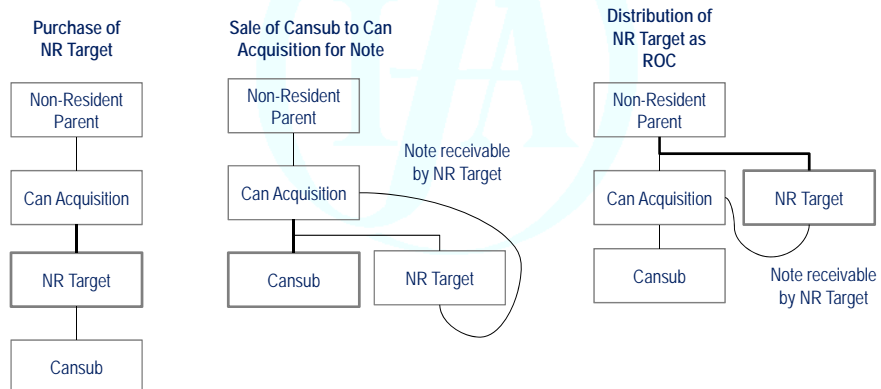 Purchase of
NR Target
Non-Resident
Parent
Can Acquisition
NR Target
Cansub
Sale of Cansub to Can
Acquisition for Note
Non-Resident
Parent
Note receivable
by NR Target
Can Acquisition
Cansub
NR Target
Distribution of
NR Target as
ROC
Non-Resident
Parent
Can Acquisition
NR Target
Cansub
Note receivable
by NR Target